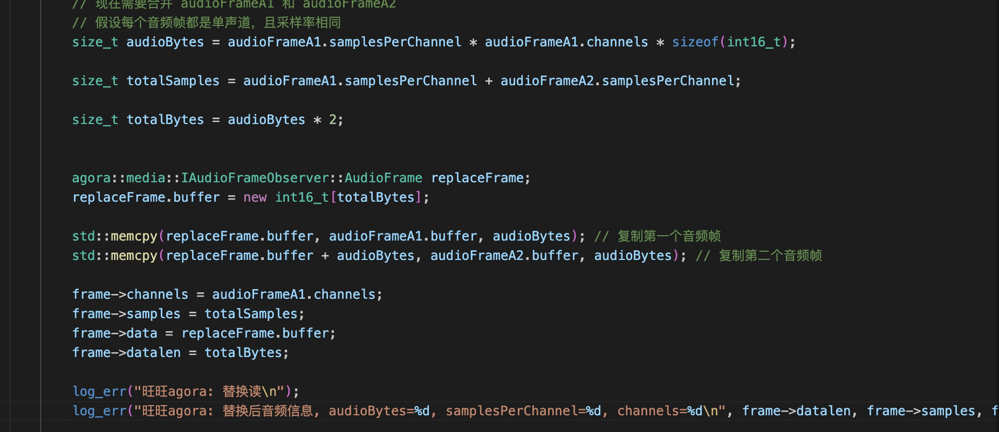 // 现在需要合并 audioFrameA1 和 audioFrameA2
// 假设每个音频帧都是单声道，且采样率相同
size_t audioBytes = audioFrameA1.samplesPerChannel * audioFrameA1.channels * sizeof(int16_t);
size_t totalSamples = audioFrameA1.samplesPerChannel + audioFrameA2.samplesPerChannel;
size_t totalBytes = audioBytes * 2;
agora::media::IAudioFrameObserver::AudioFrame replaceFrame;
replaceFrame.buffer = new int16_t[totalBytes];
std::memcpy(replaceFrame.buffer, audioFrameA1.buffer, audioBytes); // 复制第一个音频帧
std::memcpy(replaceFrame.buffer + audioBytes, audioFrameA2.buffer, audioBytes); // 复制第二个音频帧
frame->channels = audioFrameA1.channels;
frame->samples = totalSamples;
frame->data = replaceFrame.buffer;
frame->datalen = totalBytes;
log_err("旺旺agora: 替换读\n");
log_err("旺旺agora: 替换后音频信息, audioBytes=%d, samplesPerChannel=%d, channels=%d\n", frame->datalen, frame->samples, f